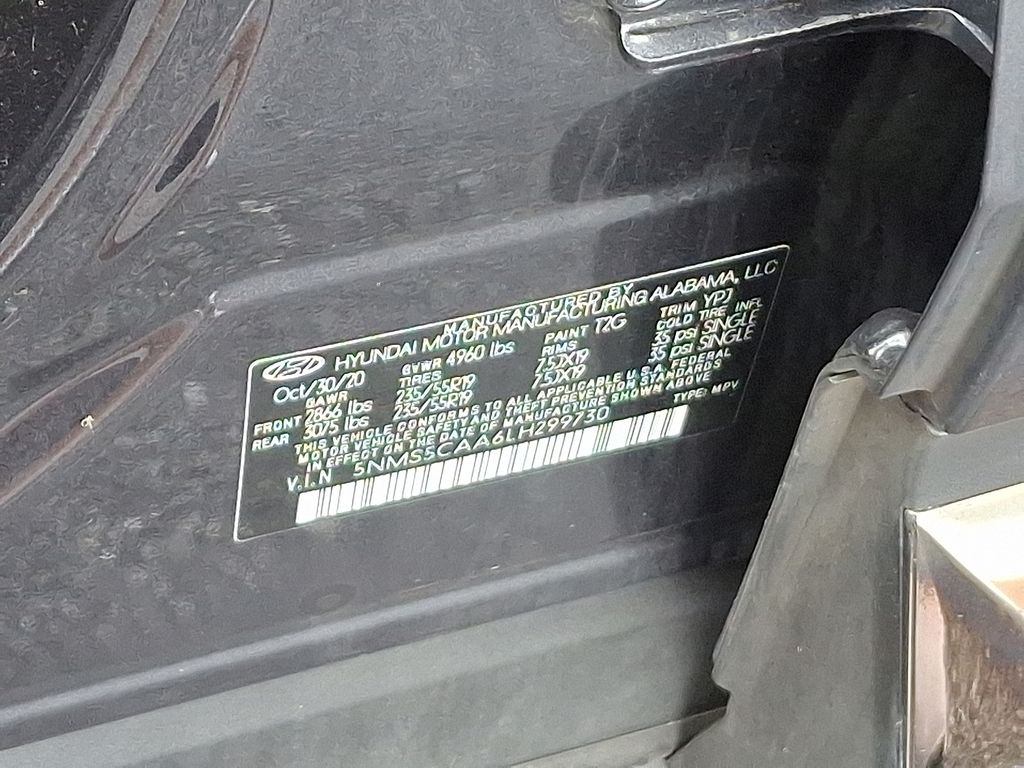 MANUFACTURED BY
HYUNDAI MOTOR MANUFACTURING ALABAMA, LLC
Oct/30/20 GVWR 4960 lbs PAINT T2G TRIM YPJ
GAWR TIRES RIMS COLD TIRE INFL
FRONT 2866 lbs 235/55R19 7.5JX19 35 PSI SINGLE
REAR 3075 lbs 235/55R19 7.5JX19 35 PSI SINGLE
THIS VEHICLE CONFORMS TO ALL APPLICABLE U.S.A. FEDERAL
MOTOR VEHICLE SAFETY AND THEFT PREVENTION STANDARDS
IN EFFECT ON THE DATE OF MANUFACTURE SHOWN ABOVE
V.I.N 5NMS5CAA6LH299730 TYPE/MPV